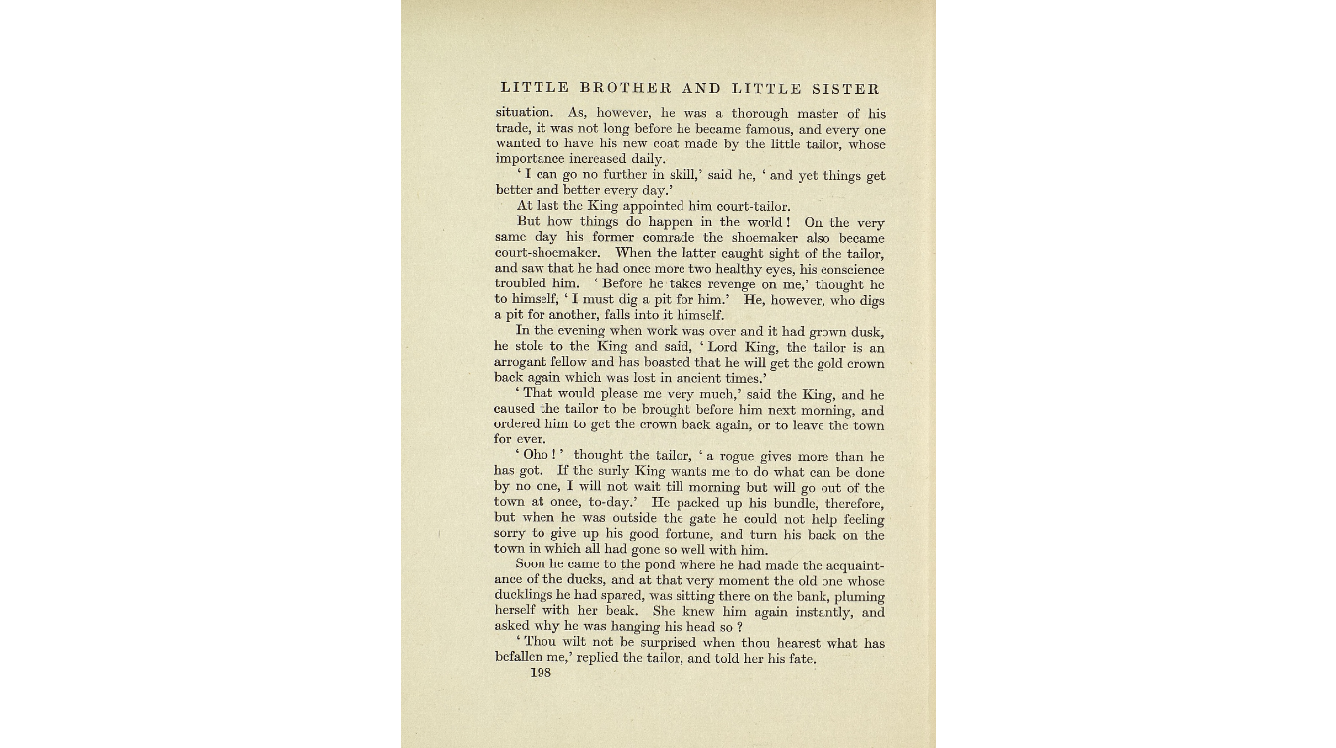 LITTLE BROTHER AND LITTLE SISTER
situation. As, however, he was a thorough master of his
trade, it was not long before he became famous, and every one
wanted to have his new coat made by the little tailor, whose
importance increased daily.
‘ I can go no further in skill,’ said he, ‘ and yet things get
better and better every day.’
At last the King appointed him court-tailor.
But how things do happen in the world ! On the very
same day his former comrade the shoemaker also became
court-shoemaker. When the latter caught sight of the tailor,
and saw that he had once more two healthy eyes, his conscience
troubled him. ‘ Before he takes revenge on me,’ thought he
to himself, ‘ I must dig a pit for him.’ He, however, who digs
a pit for another, falls into it himself.
In the evening when work was over and it had grown dusk,
he stole to the King and said, ‘ Lord King, the tailor is an
arrogant fellow and has boasted that he will get the gold crown
back again which was lost in ancient times.’
‘ That would please me very much,’ said the King, and he
caused the tailor to be brought before him next morning, and
ordered him to get the crown back again, or to leave the town
for ever.
‘ Oho ! ’ thought the tailor, ‘ a rogue gives more than he
has got. If the surly King wants me to do what can be done
by no one, I will not wait till morning but will go out of the
town at once, to-day.’ He packed up his bundle, therefore,
but when he was outside the gate he could not help feeling
sorry to give up his good fortune, and turn his back on the
town in which all had gone so well with him.
Soon he came to the pond where he had made the acquaint-
ance of the ducks, and at that very moment the old one whose
ducklings he had spared, was sitting there on the bank, pluming
herself with her beak. She knew him again instantly, and
asked why he was hanging his head so ?
‘ Thou wilt not be surprised when thou hearest what has
befallen me,’ replied the tailor, and told her his fate.
198